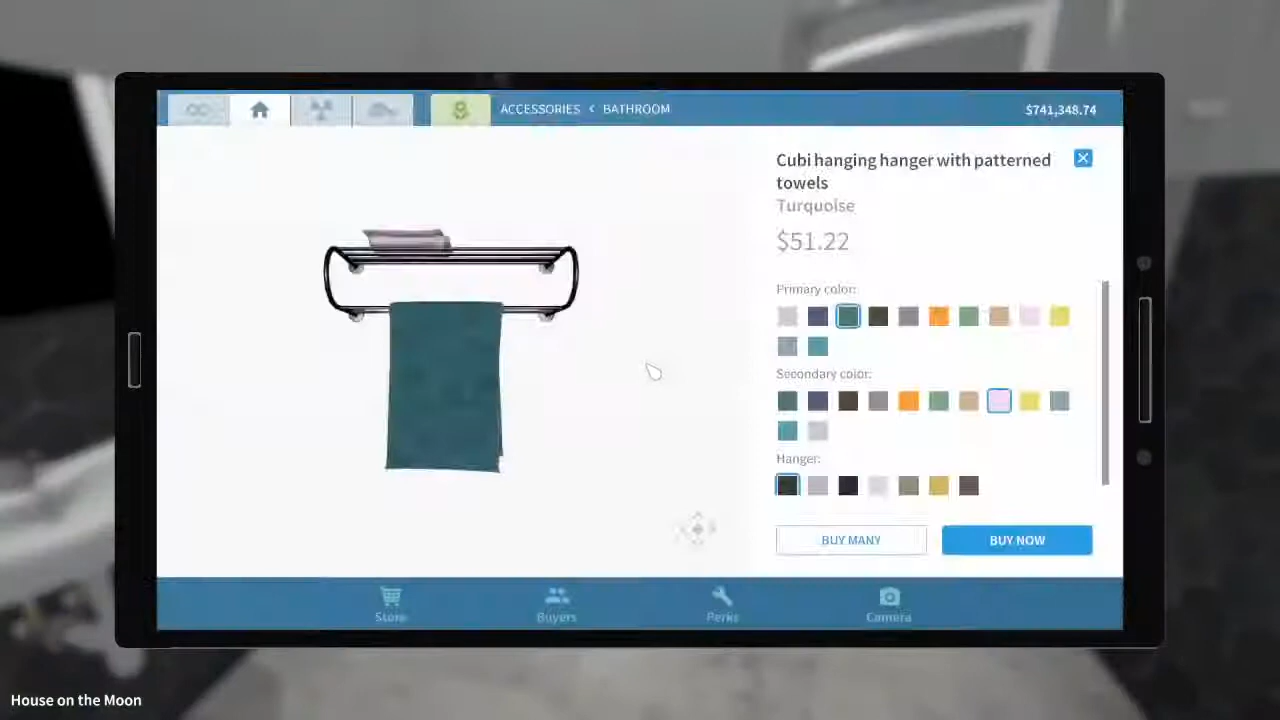 ACCESSORIES < BATHROOM
$741,348.74
Cubi hanging hanger with patterned
towels
Turquoise
$51.22
Primary color:
Secondary color:
Hanger:
BUY MANY
BUY NOW
Store
Buyers
Perks
Camera
House on the Moon